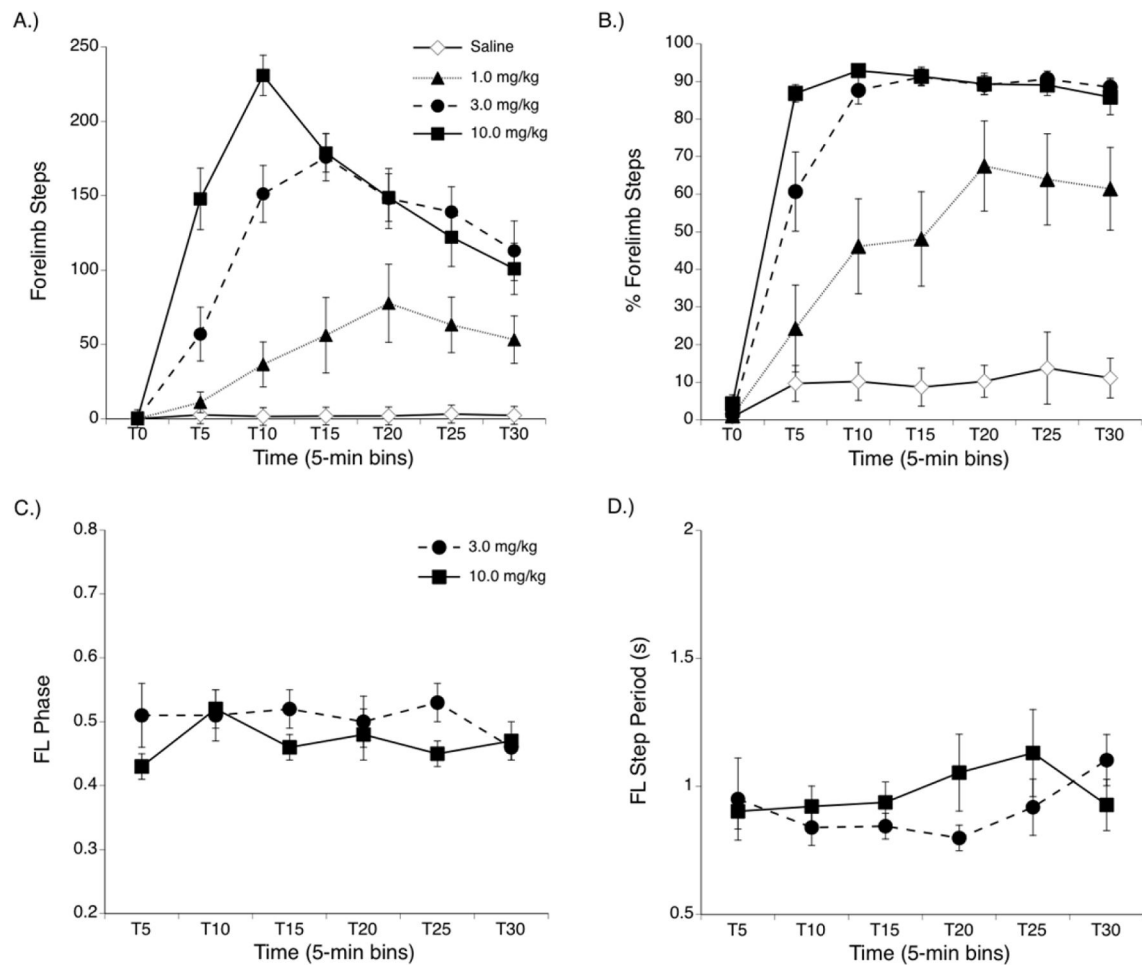 A.)
250
200
150
100
50
0
Forelimb Steps
T0 T5 T10 T15 T20 T25 T30
Time (5-min bins)
Saline
1.0 mg/kg
3.0 mg/kg
10.0 mg/kg
B.)
100
90
80
70
60
50
40
30
20
10
0
% Forelimb Steps
T0 T5 T10 T15 T20 T25 T30
Time (5-min bins)
C.)
0.8
0.7
0.6
0.5
0.4
0.3
0.2
FL Phase
T5 T10 T15 T20 T25 T30
Time (5-min bins)
3.0 mg/kg
10.0 mg/kg
D.)
2
1.5
1
0.5
FL Step Period (s)
T5 T10 T15 T20 T25 T30
Time (5-min bins)